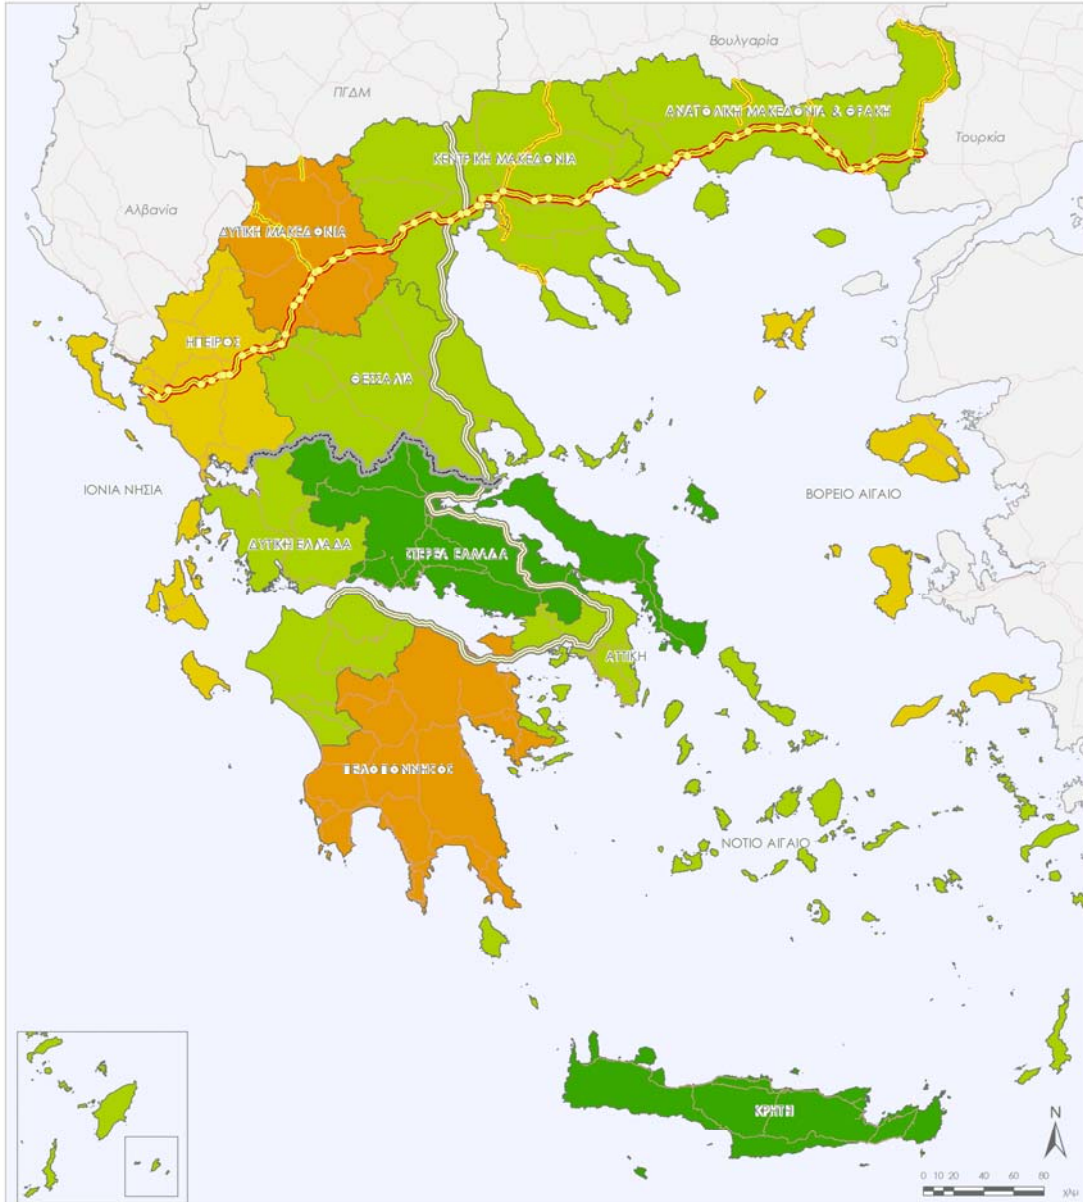 Βουλγαρία
ΠΓΔΜ
ΑΝΑΤΟΛΙΚΗ ΜΑΚΕΔΟΝΙΑ & ΘΡΑΚΗ
Τουρκία
ΚΕΝΤΡΙΚΗ ΜΑΚΕΔΟΝΙΑ
Αλβανία
ΔΥΤΙΚΗ ΜΑΚΕΔΟΝΙΑ
ΗΠΕΙΡΟΣ
ΘΕΣΣΑΛΙΑ
ΙΟΝΙΑ ΝΗΣΙΑ
ΒΟΡΕΙΟ ΑΙΓΑΙΟ
ΔΥΤΙΚΗ ΕΛΛΑΔΑ
ΣΤΕΡΕΑ ΕΛΛΑΔΑ
ΑΤΤΙΚΗ
ΠΕΛΟΠΟΝΝΗΣΟΣ
ΝΟΤΙΟ ΑΙΓΑΙΟ
ΚΡΗΤΗ
N
0 10 20 40 60 80
χλμ